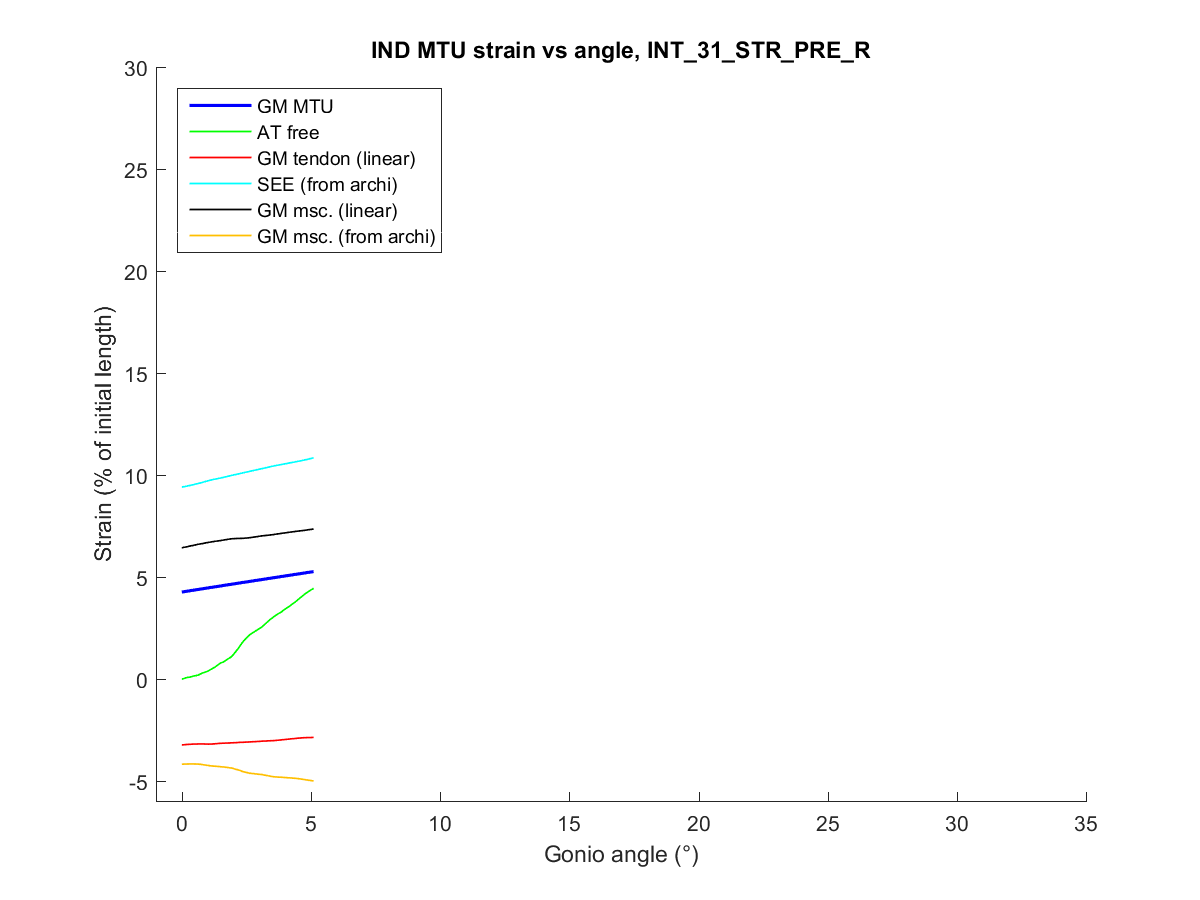 IND MTU strain vs angle, INT_31_STR_PRE_R
30
25
20
15
10
5
0
-5
Strain (% of initial length)
GM MTU
AT free
GM tendon (linear)
SEE (from archi)
GM msc. (linear)
GM msc. (from archi)
0 5 10 15 20 25 30 35
Gonio angle (°)